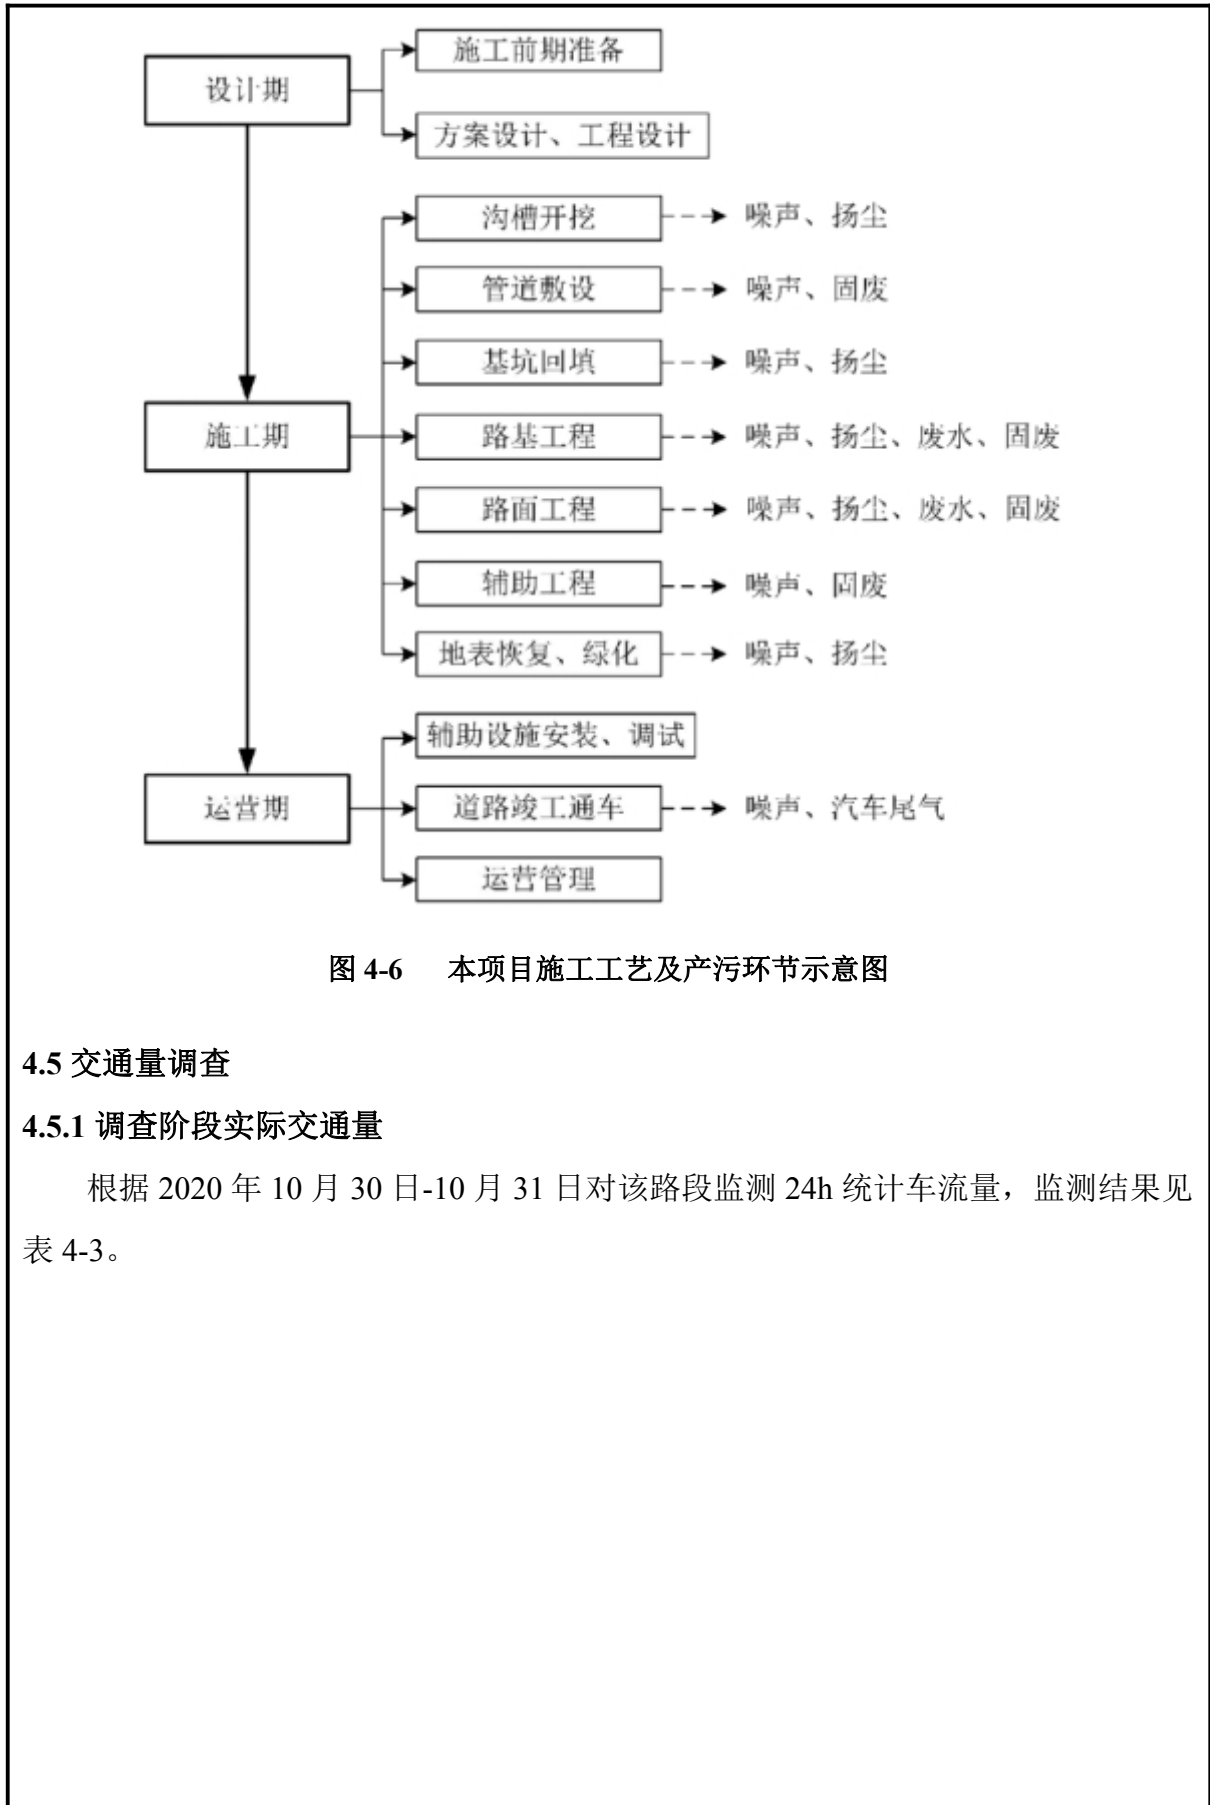 施工前期准备
设计期
方案设计、工程设计
沟槽开挖 噪声、扬尘
管道敷设 噪声、固废
基坑回填 噪声、扬尘
施工期 路基工程 噪声、扬尘、废水、固废
路面工程 噪声、扬尘、废水、固废
辅助工程 噪声、固废
地表恢复、绿化 噪声、扬尘
辅助设施安装、调试
运营期 道路竣工通车 噪声、汽车尾气
运营管理
图 4-6 本项目施工工艺及产污环节示意图
4.5 交通量调查
4.5.1 调查阶段实际交通量
根据 2020 年 10 月 30 日-10 月 31 日对该路段监测 24h 统计车流量，监测结果见
表 4-3。